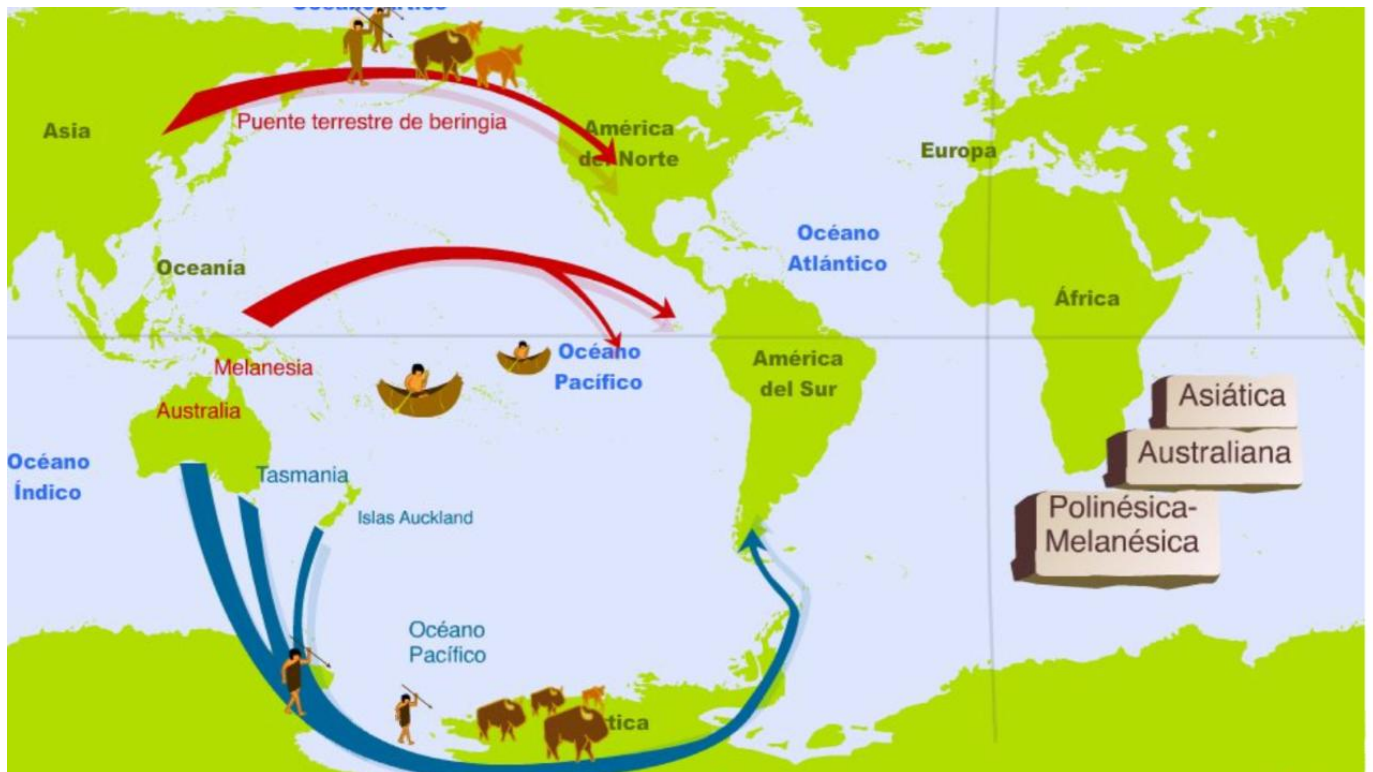 Puente terrestre de beringia
Asia
América
del Norte
Europa
Océano
Atlántico
Oceanía
África
Melanesia
Océano
Pacífico
América
del Sur
Australia
Asiática
Australiana
Océano
Índico
Tasmania
Islas Auckland
Polinésica-
Melanésica
Océano
Pacífico